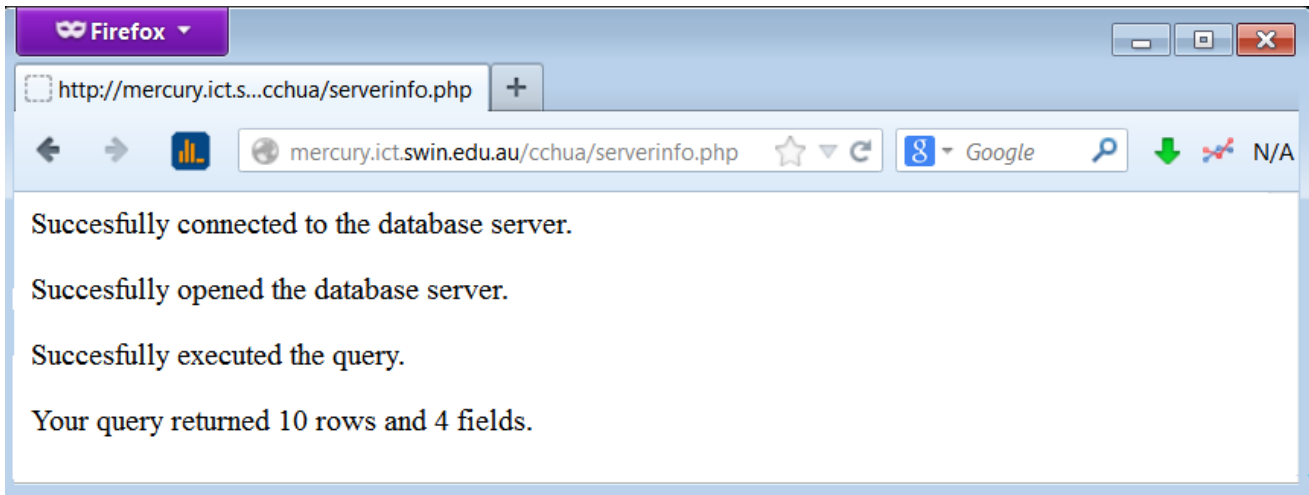 Firefox
http://mercury.ict.s...cchua/serverinfo.php
mercury.ict.swin.edu.au/cchua/serverinfo.php
8 Google N/A
Succesfully connected to the database server.
Succesfully opened the database server.
Succesfully executed the query.
Your query returned 10 rows and 4 fields.